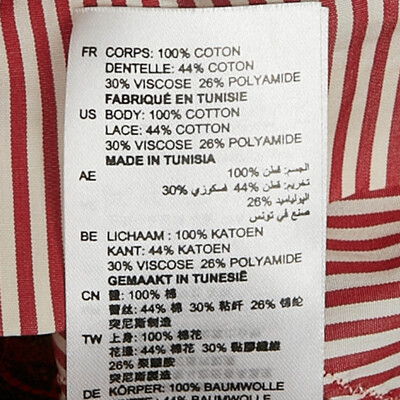 FR CORPS: 100% COTON
DENTELLE: 44% COTON
30% VISCOSE 26% POLYAMIDE
FABRIQUÉ EN TUNISIE
US BODY: 100% COTTON
LACE: 44% COTTON
30% VISCOSE 26% POLYAMIDE
MADE IN TUNISIA
AE الجسم: قطن 100%
تخريم: قطن 44% فسكوزي 30%
البولياميد 26%
صنع في تونس
BE LICHAAM : 100% KATOEN
KANT: 44% KATOEN
30% VISCOSE 26% POLYAMIDE
GEMAAKT IN TUNESIË
CN 體: 100% 棉
蕾丝: 44% 棉 30% 粘纤 26% 锦纶
突尼斯制造
TW 上身: 100% 棉花
花邊: 44% 棉花 30% 黏膠纖維
26% 聚醯胺
突尼斯製造
DE KÖRPER: 100% BAUMWOLLE
44% BAUMWOLLE